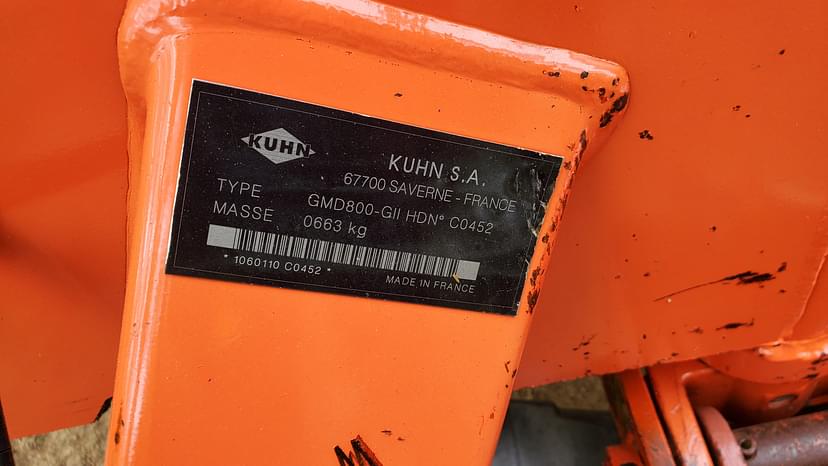 KUHN
KUHN S.A.
67700 SAVERNE - FRANCE
TYPE GMD800-GII HDN° C0452
MASSE 0663 kg
* 1060110 C0452 *
MADE IN FRANCE